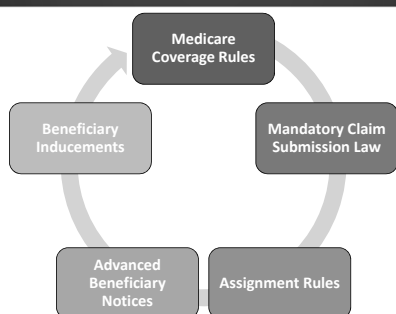 Medicare
Coverage Rules
Mandatory Claim
Submission Law
Assignment Rules
Advanced
Beneficiary
Notices
Beneficiary
Inducements